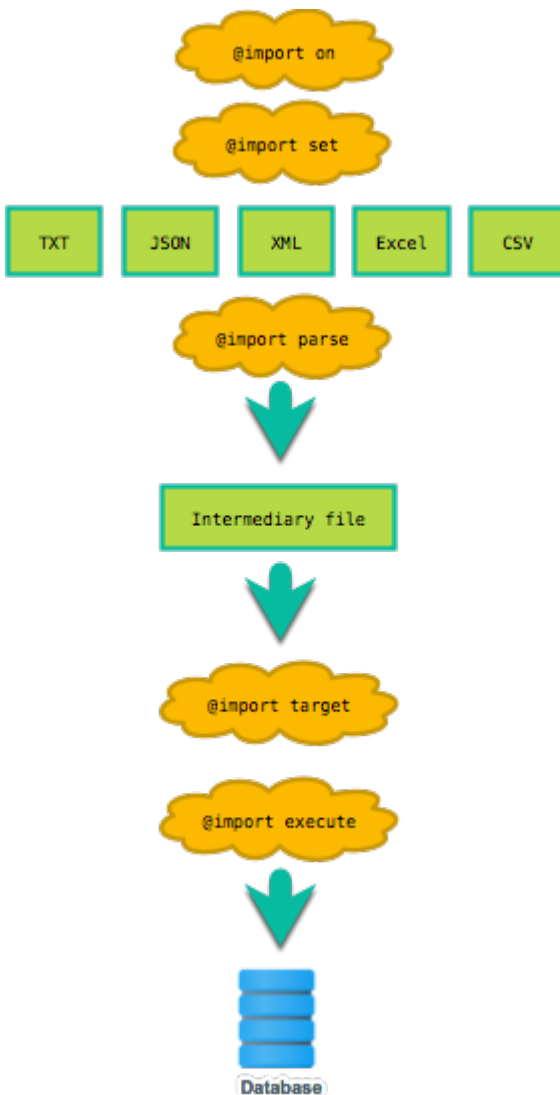 @import on
@import set
TXT
JSON
XML
Excel
CSV
@import parse
Intermediary file
@import target
@import execute
Database